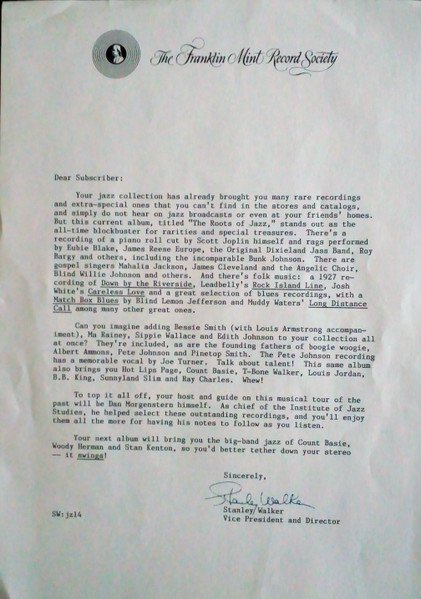 The Franklin Mint Record Society
Dear Subscriber:
Your jazz collection has already brought you many rare recordings
and extra-special ones that you can't find in the stores and catalogs,
and simply do not hear on jazz broadcasts or even at your friends' homes.
But this current album, titled "The Roots of Jazz," stands out as the
all-time blockbuster for rarities and special treasures. There's a
recording of a piano roll cut by Scott Joplin himself and rags performed
by Eubie Blake, James Reese Europe, the Original Dixieland Jass Band, Roy
Bargy and others, including the incomparable Bunk Johnson. There are
gospel singers Mahalia Jackson, James Cleveland and the Angelic Choir,
Blind Willie Johnson and others. And there's folk music: a 1927 re-
cording of Down by the Riverside, Leadbelly's Rock Island Line, Josh
White's Careless Love and a great selection of blues recordings, with a
Match Box Blues by Blind Lemon Jefferson and Muddy Waters' Long Distance
Call among many other great ones.
Can you imagine adding Bessie Smith (with Louis Armstrong accompan-
iment), Ma Rainey, Sippie Wallace and Edith Johnson to your collection all
at once? They're included, as are the founding fathers of boogie woogie,
Albert Ammons, Pete Johnson and Pinetop Smith. The Pete Johnson recording
has a memorable vocal by Joe Turner. Talk about talent! This same album
also brings you Hot Lips Page, Count Basie, T-Bone Walker, Louis Jordan,
B.B. King, Sunnyland Slim and Ray Charles. Whew!
To top it all off, your host and guide on this musical tour of the
past will be Dan Morgenstern himself. As chief of the Institute of Jazz
Studies, he helped select these outstanding recordings, and you'll enjoy
them all the more for having his notes to follow as you listen.
Your next album will bring you the big-band jazz of Count Basie,
Woody Herman and Stan Kenton, so you'd better tether down your stereo
-- it swings!
Sincerely,
Stanley Walker
Stanley Walker
Vice President and Director
SW:jz14